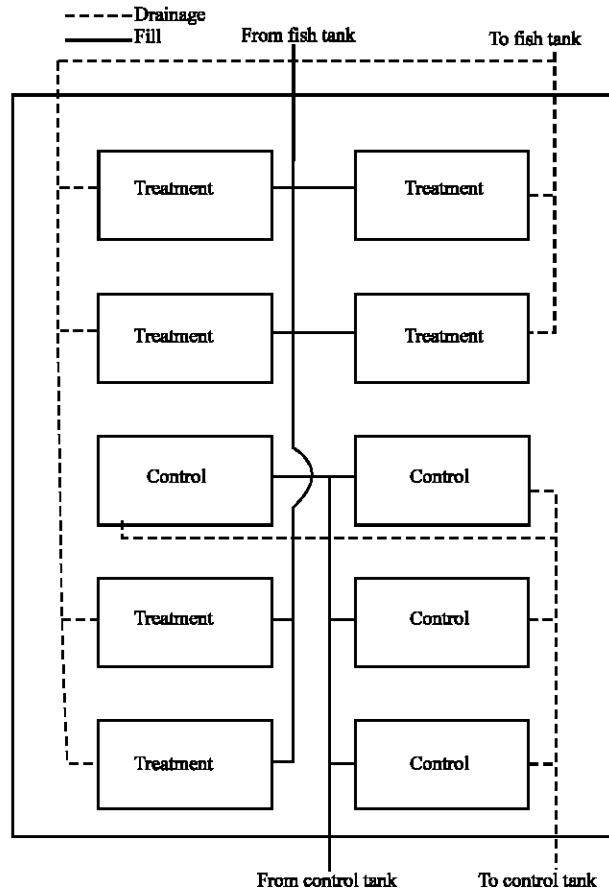 Drainage
Fill
From fish tank
To fish tank
Treatment
Treatment
Treatment
Treatment
Control
Control
Treatment
Control
Treatment
Control
From control tank
To control tank